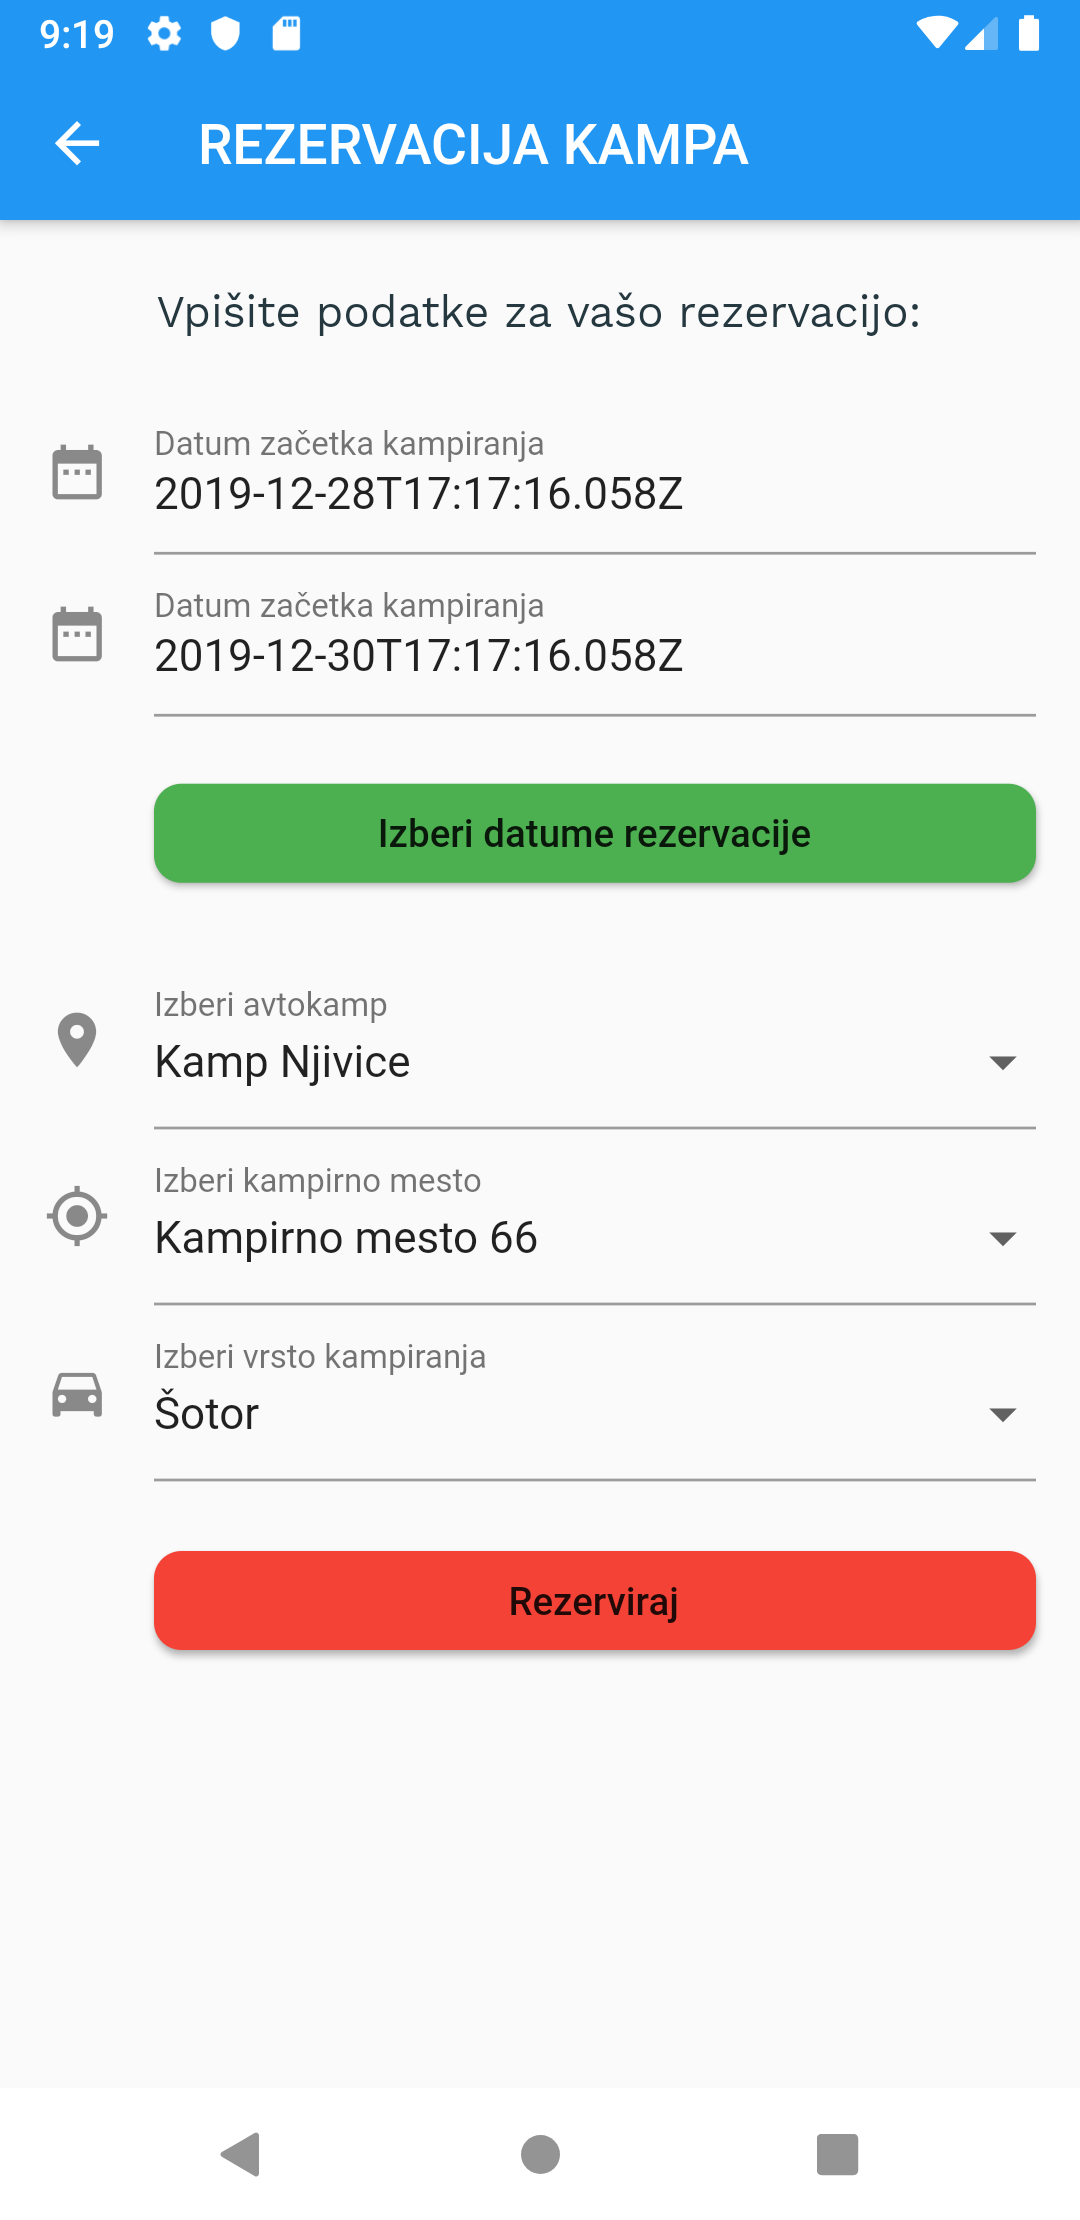 9:19
REZERVACIJA KAMPA
Vpišite podatke za vašo rezervacijo:
Datum začetka kampiranja
2019-12-28T17:17:16.058Z
Datum začetka kampiranja
2019-12-30T17:17:16.058Z
Izberi datume rezervacije
Izberi avtokamp
Kamp Njivice
Izberi kampirno mesto
Kampirno mesto 66
Izberi vrsto kampiranja
Šotor
Rezerviraj